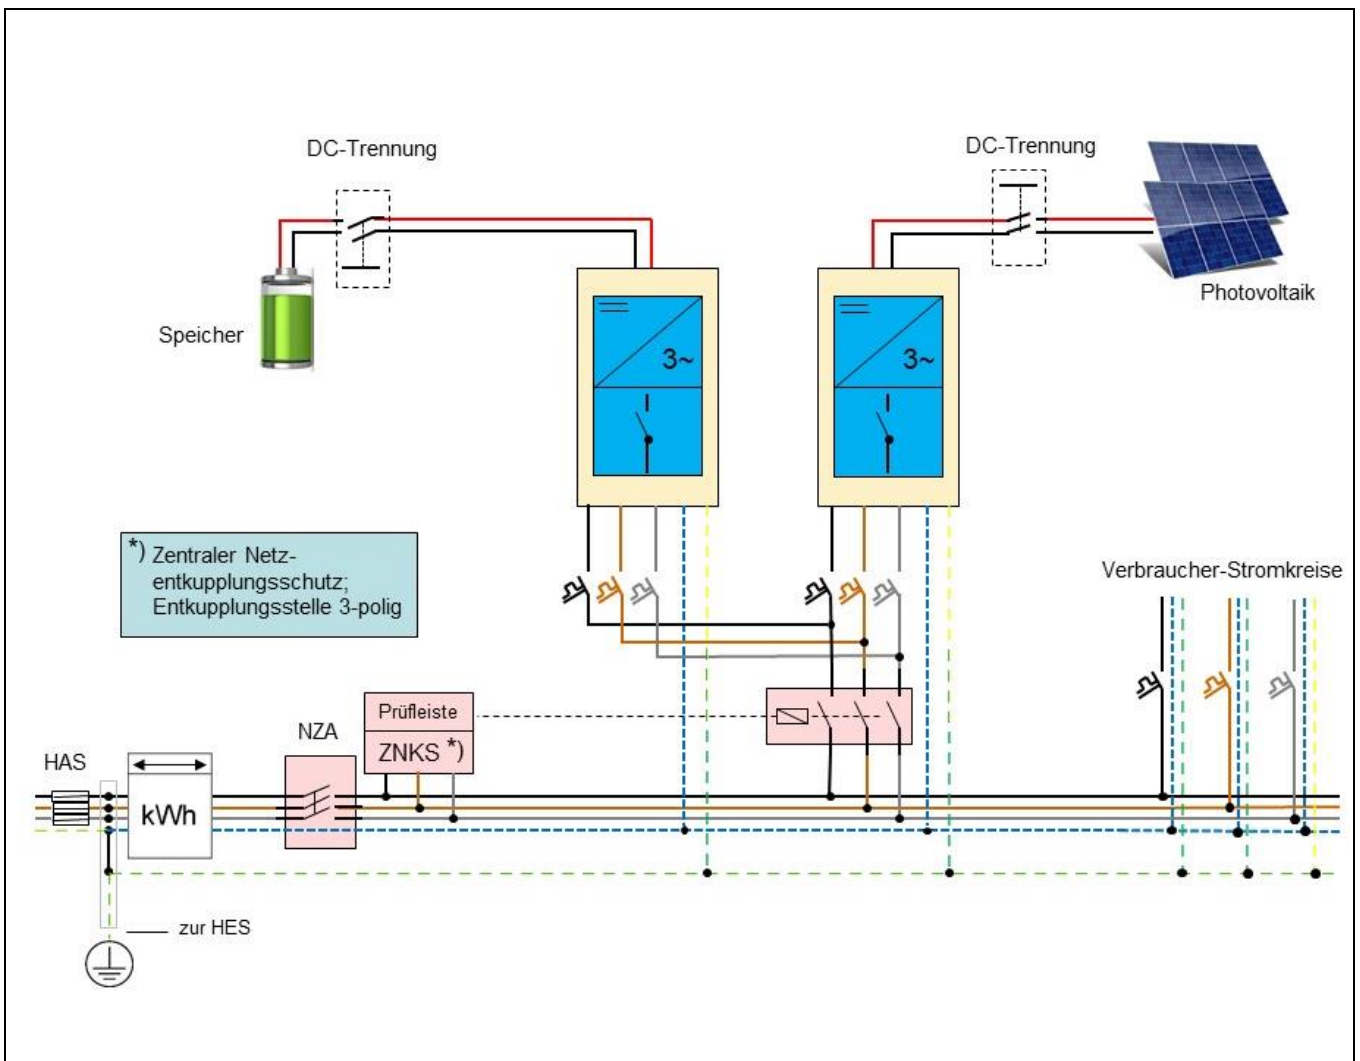 DC-Trennung
DC-Trennung
Photovoltaik
Speicher
3~
3~
*) Zentraler Netz-
entkupplungsschutz;
Entkupplungsstelle 3-polig
Verbraucher-Stromkreise
Prüfleiste
NZA
ZNKS *)
HAS
kWh
zur HES